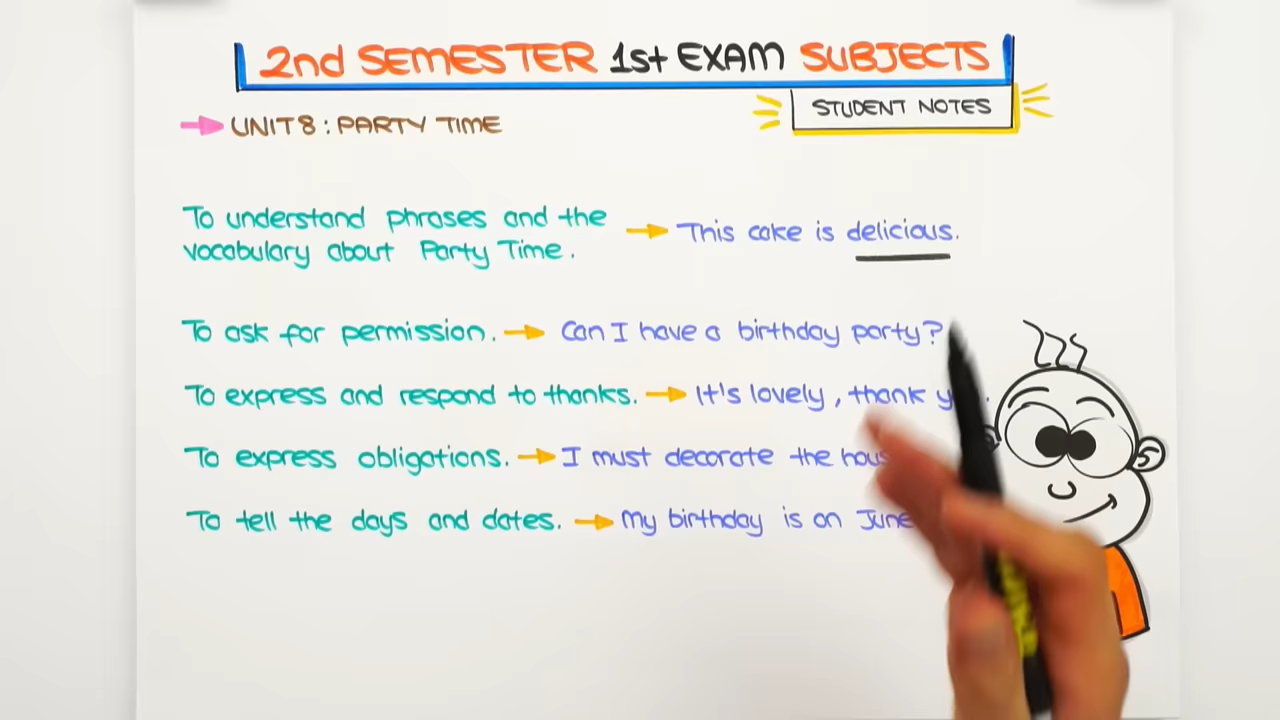 2nd SEMESTER 1st EXAM SUBJECTS
STUDENT NOTES
UNIT8: PARTY TIME
To understand phrases and the
vocabulary about Party Time.
This cake is delicious.
To ask for permission. Can I have a birthday party?
To express and respond to thanks. It's lovely, thank
To express obligations. I must decorate the
To tell the days and dates. My birthday is on June